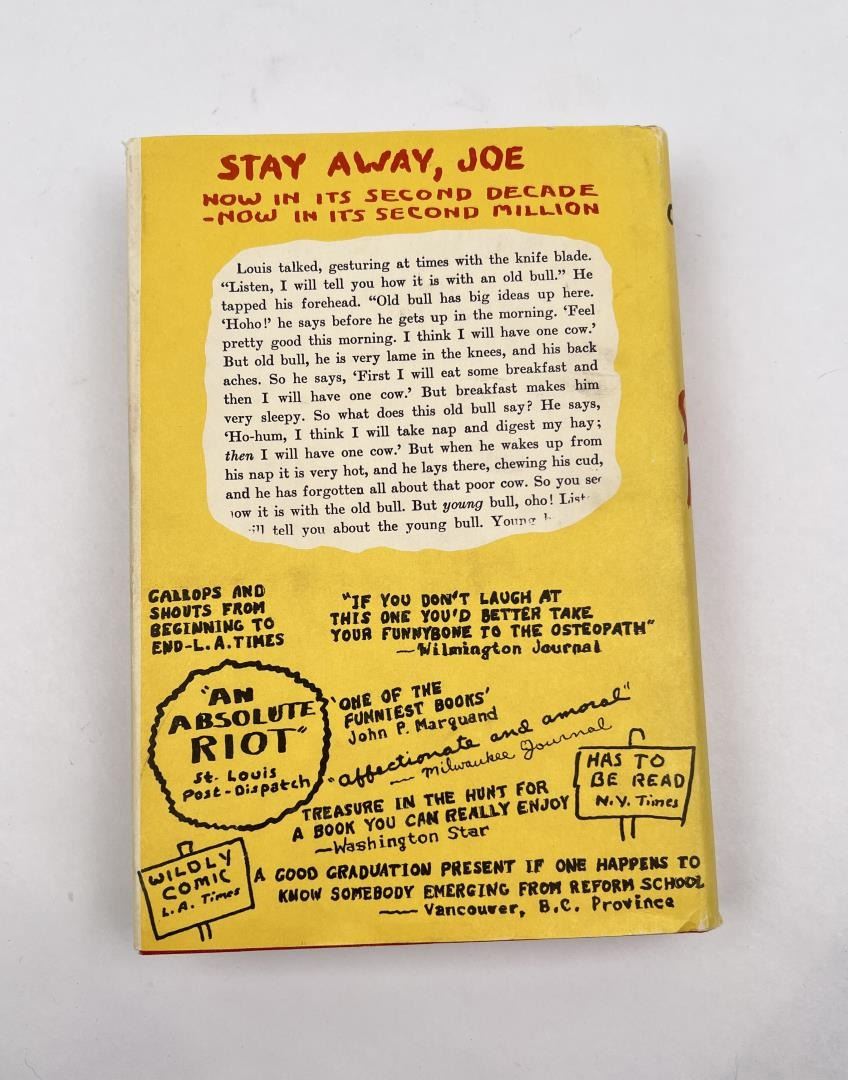 STAY AWAY, JOE
NOW IN ITS SECOND DECADE
-NOW IN ITS SECOND MILLION
Louis talked, gesturing at times with the knife blade.
“Listen, I will tell you how it is with an old bull.” He
tapped his forehead. “Old bull has big ideas up here.
‘Hoho!’ he says before he gets up in the morning. ‘Feel
pretty good this morning. I think I will have one cow.’
But old bull, he is very lame in the knees, and his back
aches. So he says, ‘First I will eat some breakfast and
then I will have one cow.’ But breakfast makes him
very sleepy. So what does this old bull say? He says,
‘Ho-hum, I think I will take nap and digest my hay;
then I will have one cow.’ But when he wakes up from
his nap it is very hot, and he lays there, chewing his cud,
and he has forgotten all about that poor cow. So you see
ow it is with the old bull. But young bull, oho! List
ill tell you about the young bull. Young
GALLOPS AND
SHOUTS FROM
BEGINNING TO
END-L.A. TIMES
"IF YOU DON'T LAUGH AT
THIS ONE YOU'D BETTER TAKE
YOUR FUNNYBONE TO THE OSTEOPATH"
—Wilmington Journal
"AN
ABSOLUTE
RIOT"
St. Louis
Post-Dispatch
"ONE OF THE
FUNNIEST BOOKS'
John P. Marquand
"affectionate and amoral"
— Milwaukee Journal
HAS TO
BE READ
N.Y. Times
TREASURE IN THE HUNT FOR
A BOOK YOU CAN REALLY ENJOY
—Washington Star
WILDLY
COMIC
L.A. Times
A GOOD GRADUATION PRESENT IF ONE HAPPENS TO
KNOW SOMEBODY EMERGING FROM REFORM SCHOOL
— Vancouver, B.C. Province